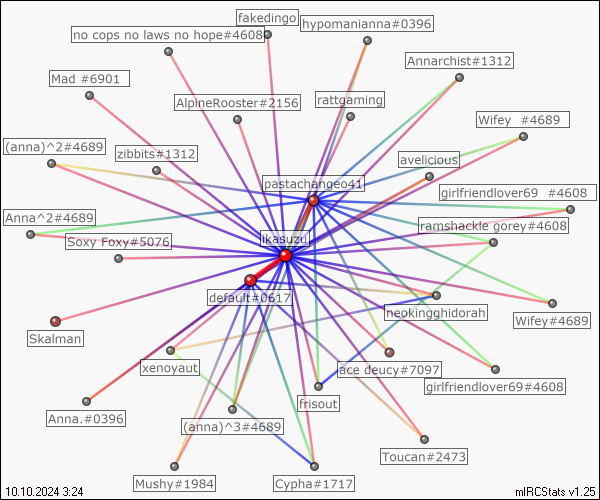 fakedingo
hypomanianna#0396
no cops no laws no hope#4608
Annarchist#1312
Mad #6901
AlpineRooster#2156
rattgaming
Wifey #4689
(anna)^2#4689
zibbits#1312
avelicious
pastachangeo41
girlfriendlover69 #4608
Anna^2#4689
ramshackle gorey#4608
Soxy Foxy#5076
ikasuzu
default#0617
neokingghidorah
Wifey#4689
Skalman
xenoyaut
ace deucy#7097
girlfriendlover69#4608
frisout
Anna.#0396
(anna)^3#4689
Toucan#2473
Mushy#1984
Cypha#1717
10.10.2024 3:24
mIRCStats v1.25